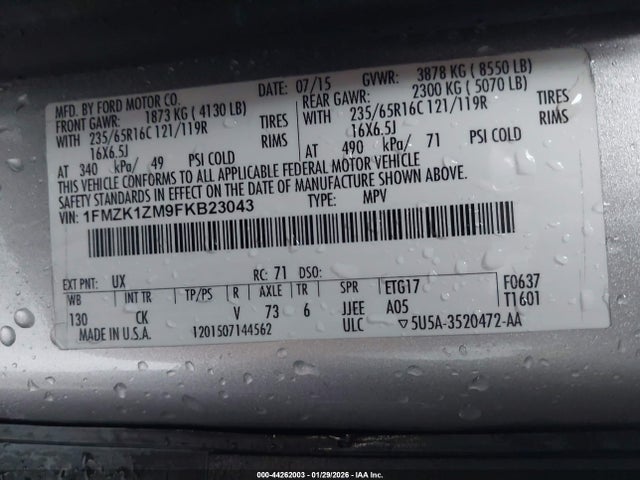 MFD. BY FORD MOTOR CO. DATE: 07/15 GVWR: 3878 KG (8550 LB)
FRONT GAWR: 1873 KG (4130 LB) REAR GAWR: 2300 KG (5070 LB)
WITH 235/65R16C 121/119R TIRES WITH 235/65R16C 121/119R TIRES
16X6.5J RIMS 16X6.5J RIMS
AT 340 kPa/ 49 PSI COLD AT 490 kPa/ 71 PSI COLD
THIS VEHICLE CONFORMS TO ALL APPLICABLE FEDERAL MOTOR VEHICLE
SAFETY STANDARDS IN EFFECT ON THE DATE OF MANUFACTURE SHOWN ABOVE.
VIN: 1FMZK1ZM9FKB23043 TYPE: MPV
EXT PNT: UX RC: 71 DSO:
WB INT TR TP/PS R AXLE TR SPR ETG17 F0637
130 CK V 73 6 JJEE A05 T1601
MADE IN U.S.A. 1201507144562 ULC ▽5U5A-3520472-AA
000-44262003 - 01/29/2026 - IAA Inc.